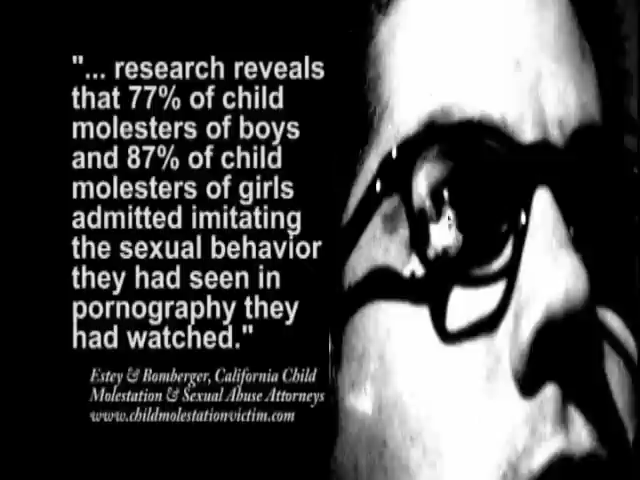 "... research reveals
that 77% of child
molesters of boys
and 87% of child
molesters of girls
admitted imitating
the sexual behavior
they had seen in
pornography they
had watched."
Estey & Bomberger, California Child
Molestation & Sexual Abuse Attorneys
www.childmolestationvictim.com